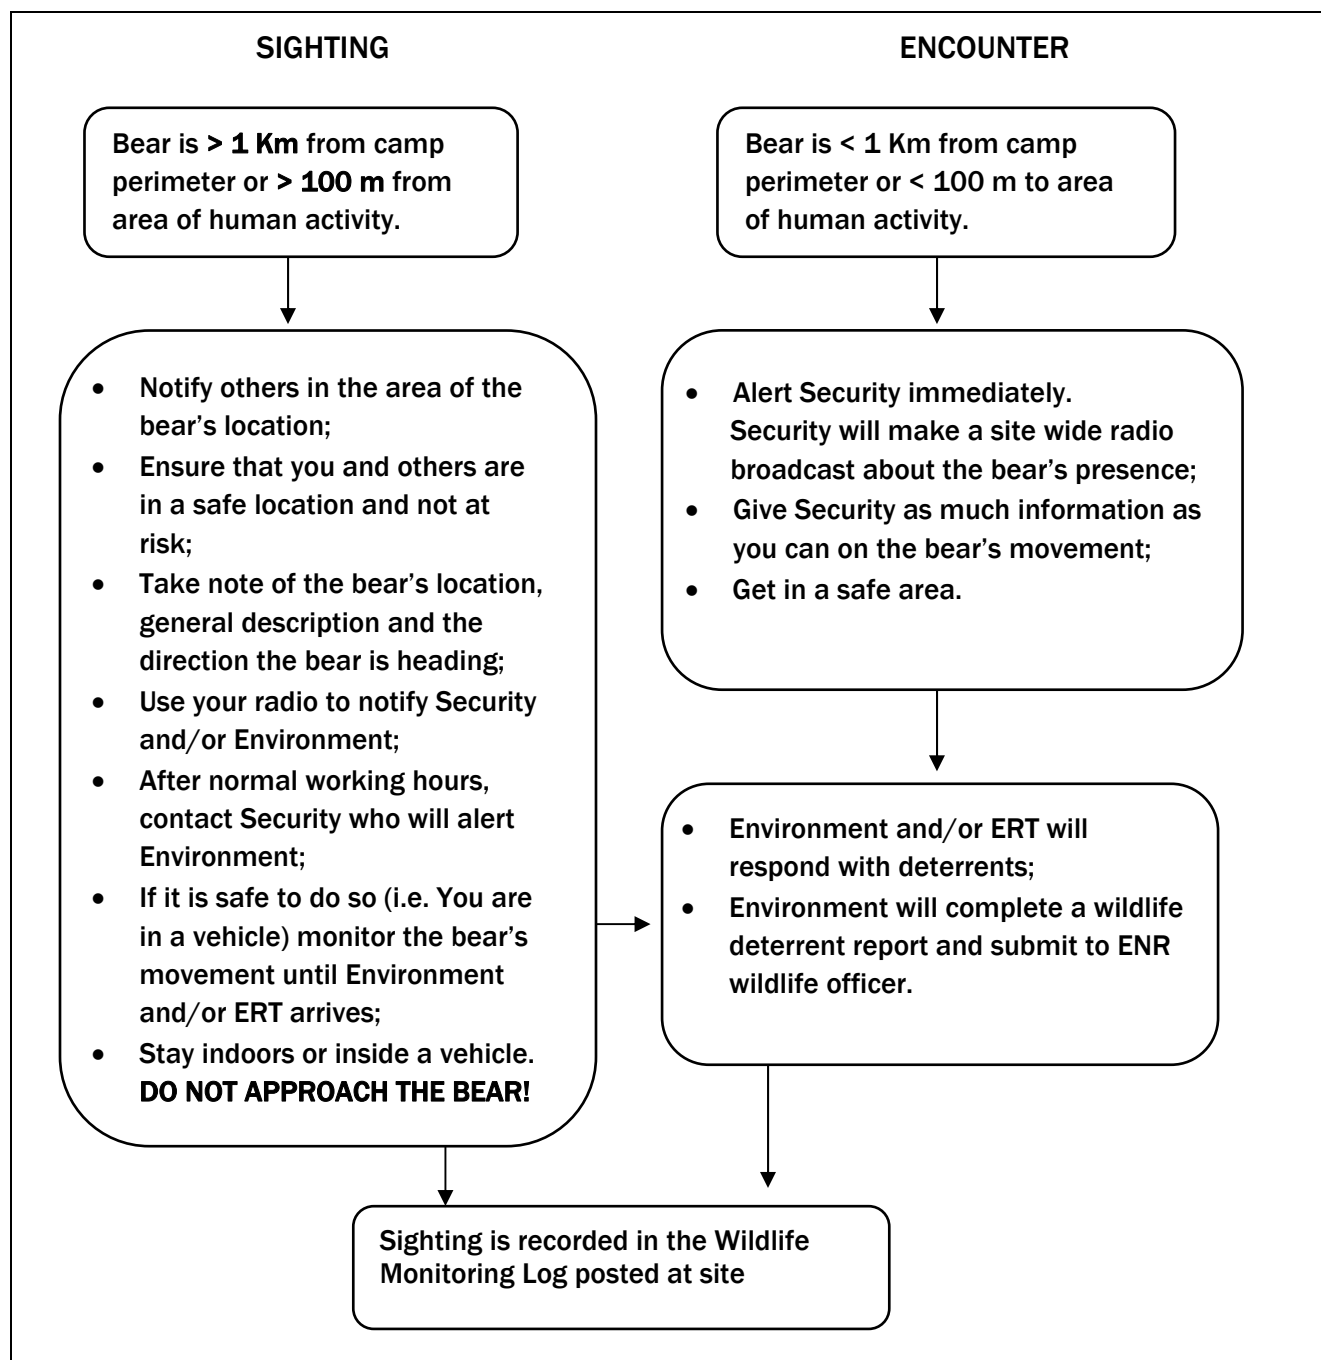 SIGHTING
Bear is > 1 Km from camp
perimeter or > 100 m from
area of human activity.
• Notify others in the area of the
bear’s location;
• Ensure that you and others are
in a safe location and not at
risk;
• Take note of the bear’s location,
general description and the
direction the bear is heading;
• Use your radio to notify Security
and/or Environment;
• After normal working hours,
contact Security who will alert
Environment;
• If it is safe to do so (i.e. You are
in a vehicle) monitor the bear’s
movement until Environment
and/or ERT arrives;
• Stay indoors or inside a vehicle.
DO NOT APPROACH THE BEAR!
ENCOUNTER
Bear is < 1 Km from camp
perimeter or < 100 m to area
of human activity.
• Alert Security immediately.
Security will make a site wide radio
broadcast about the bear’s presence;
• Give Security as much information as
you can on the bear’s movement;
• Get in a safe area.
• Environment and/or ERT will
respond with deterrents;
• Environment will complete a wildlife
deterrent report and submit to ENR
wildlife officer.
Sighting is recorded in the Wildlife
Monitoring Log posted at site